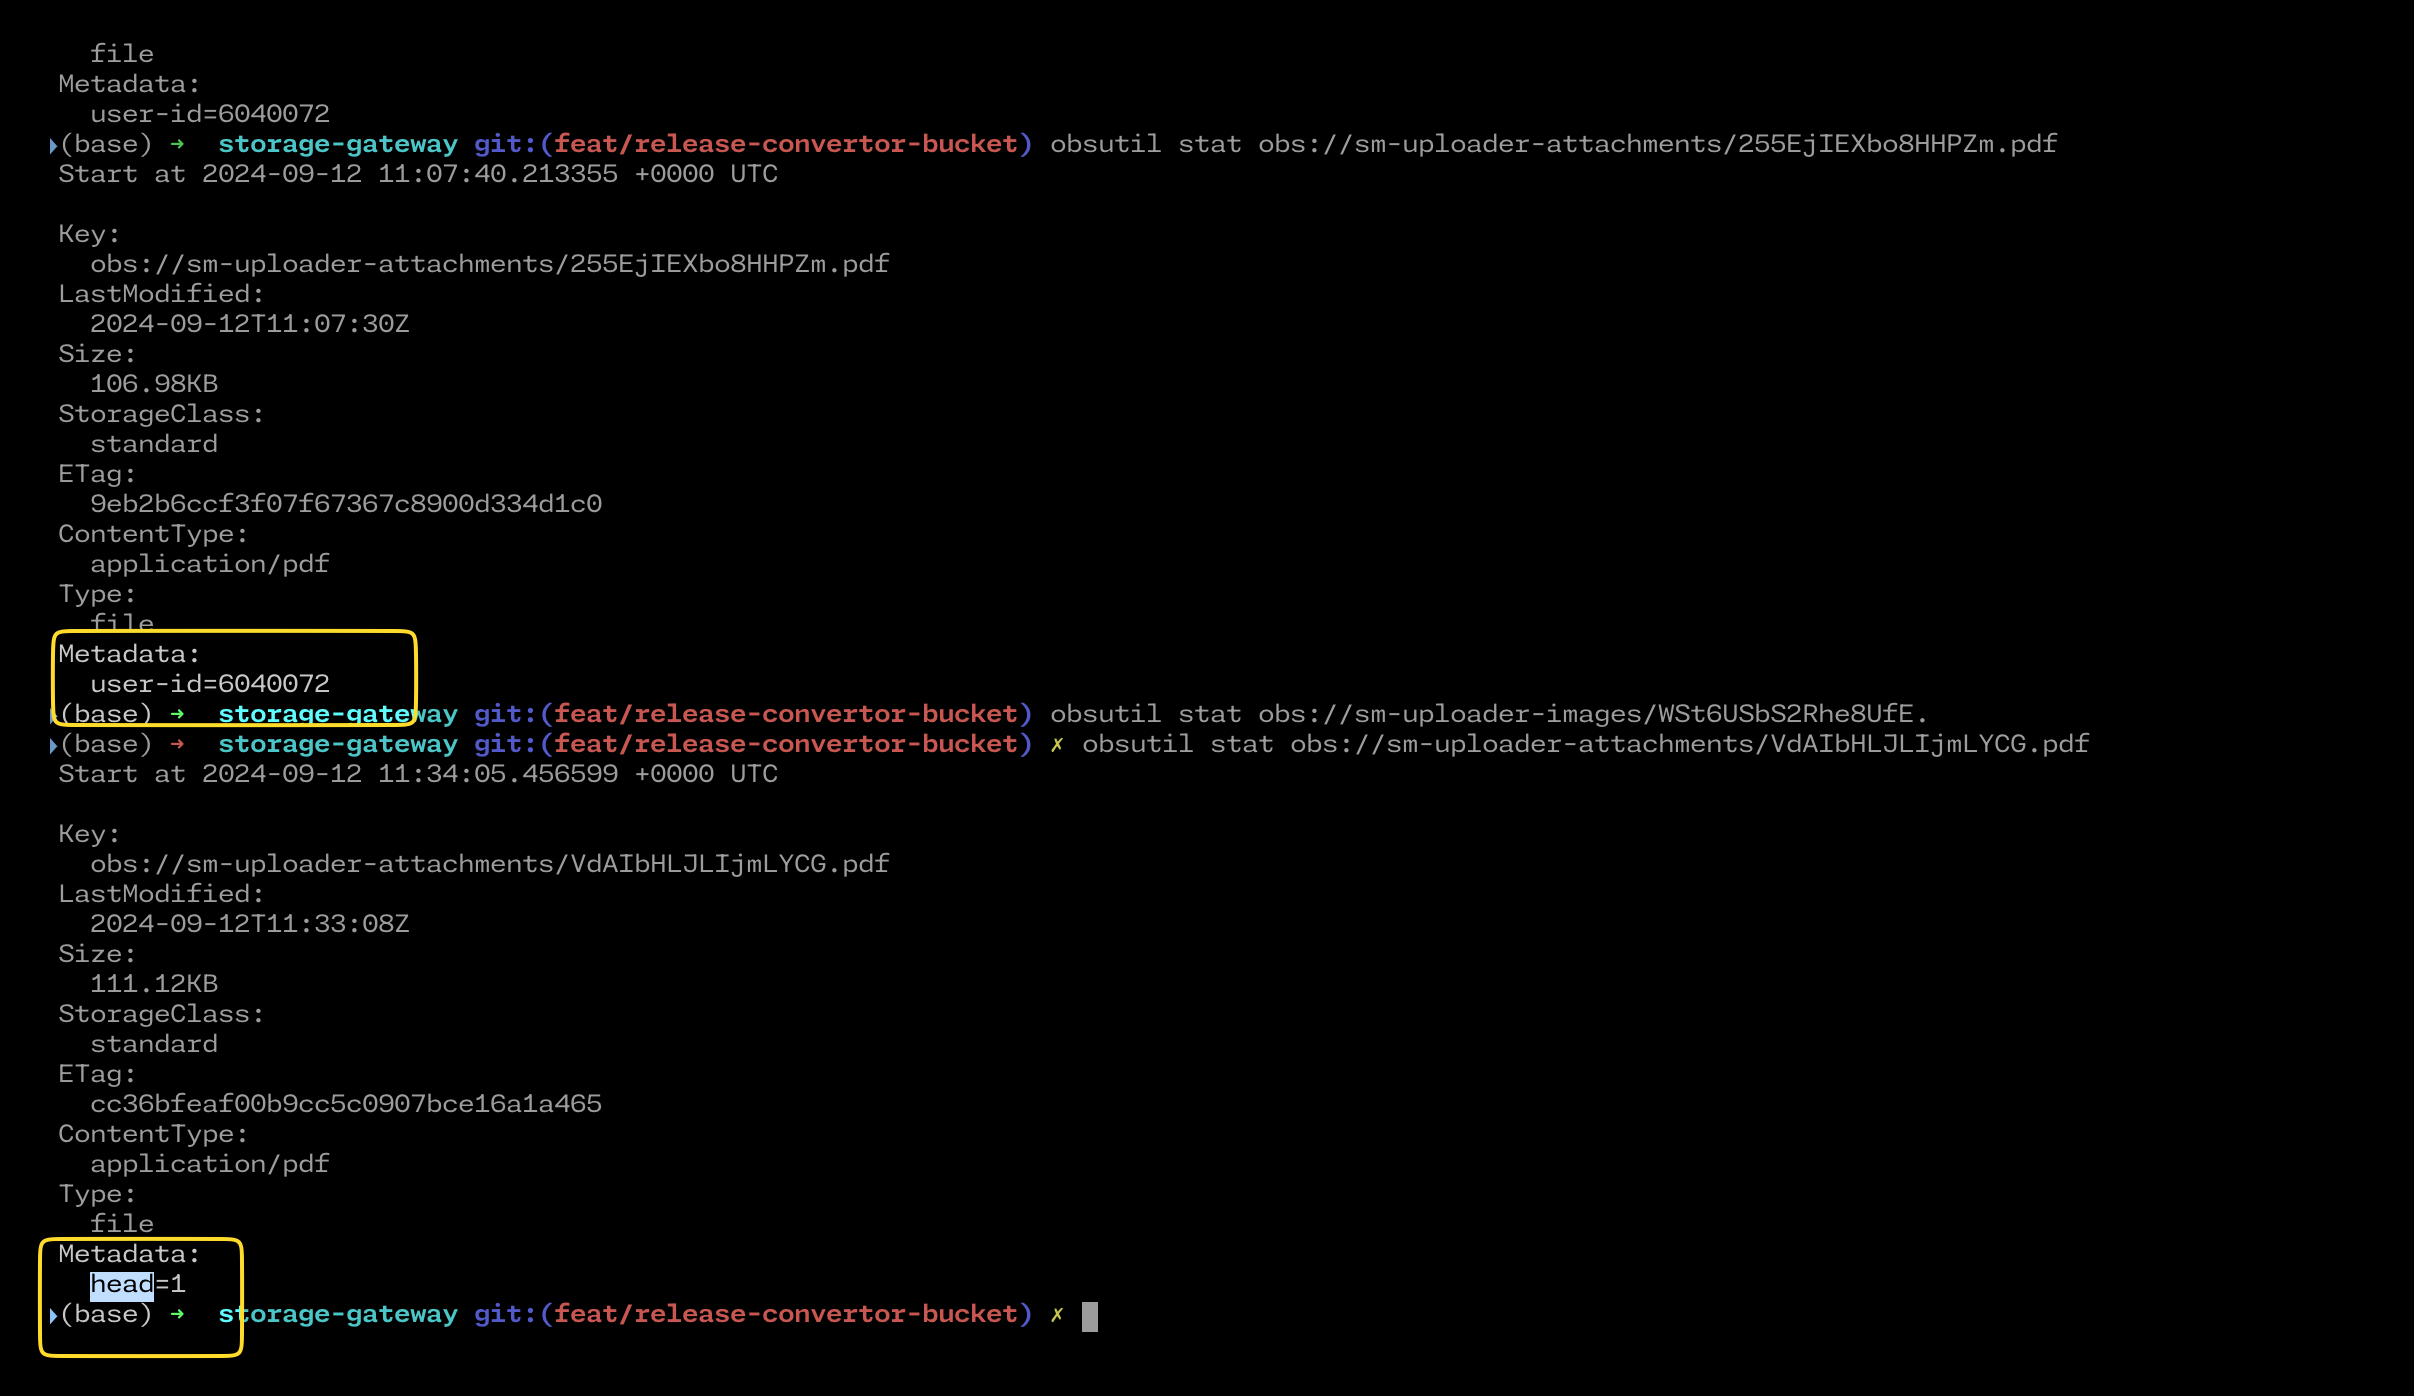 file
Metadata:
user-id=6040072
(base) ➜ storage-gateway git:(feat/release-convertor-bucket) obsutil stat obs://sm-uploader-attachments/255EjIEXbo8HHPZm.pdf
Start at 2024-09-12 11:07:40.213355 +0000 UTC
Key:
obs://sm-uploader-attachments/255EjIEXbo8HHPZm.pdf
LastModified:
2024-09-12T11:07:30Z
Size:
106.98KB
StorageClass:
standard
ETag:
9eb2b6ccf3f07f67367c8900d334d1c0
ContentType:
application/pdf
Type:
file
Metadata:
user-id=6040072
(base) ➜ storage-gateway git:(feat/release-convertor-bucket) obsutil stat obs://sm-uploader-images/WSt6USbS2Rhe8UfE.
(base) ➜ storage-gateway git:(feat/release-convertor-bucket) ✗ obsutil stat obs://sm-uploader-attachments/VdAIbHLJLIjmLYCG.pdf
Start at 2024-09-12 11:34:05.456599 +0000 UTC
Key:
obs://sm-uploader-attachments/VdAIbHLJLIjmLYCG.pdf
LastModified:
2024-09-12T11:33:08Z
Size:
111.12KB
StorageClass:
standard
ETag:
cc36bfeaf00b9cc5c0907bce16a1a465
ContentType:
application/pdf
Type:
file
Metadata:
head=1
(base) ➜ storage-gateway git:(feat/release-convertor-bucket) ✗